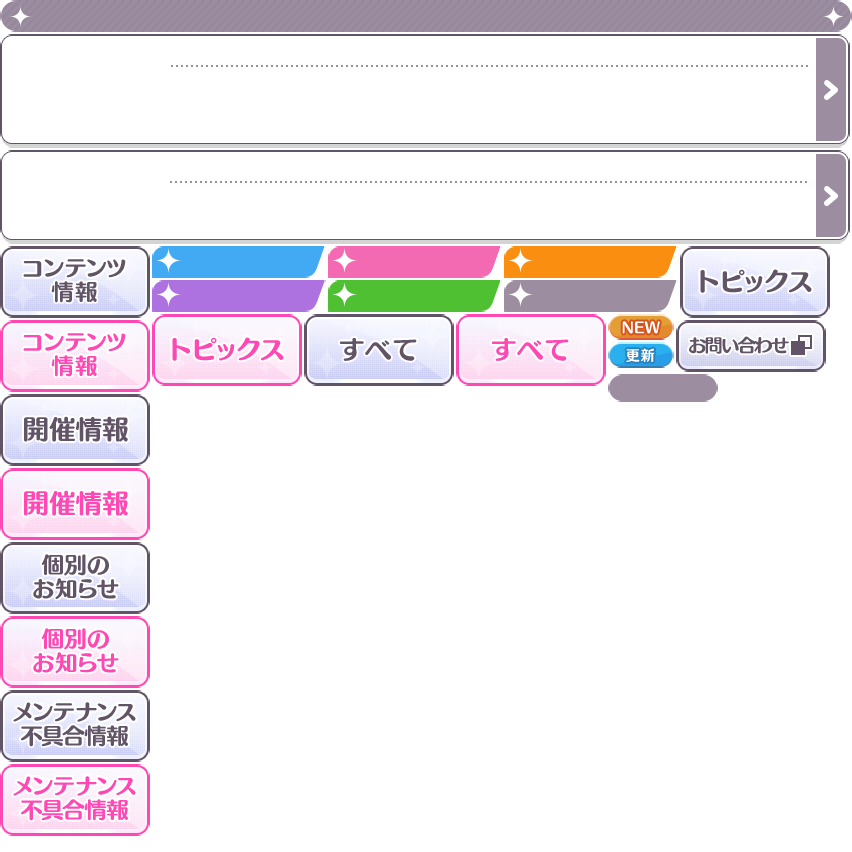 コンテンツ
情報
トピックス
コンテンツ
情報
トピックス
すべて
すべて
NEW
更新
お問い合わせ
開催情報
開催情報
個別の
お知らせ
個別の
お知らせ
メンテナンス
不具合情報
メンテナンス
不具合情報